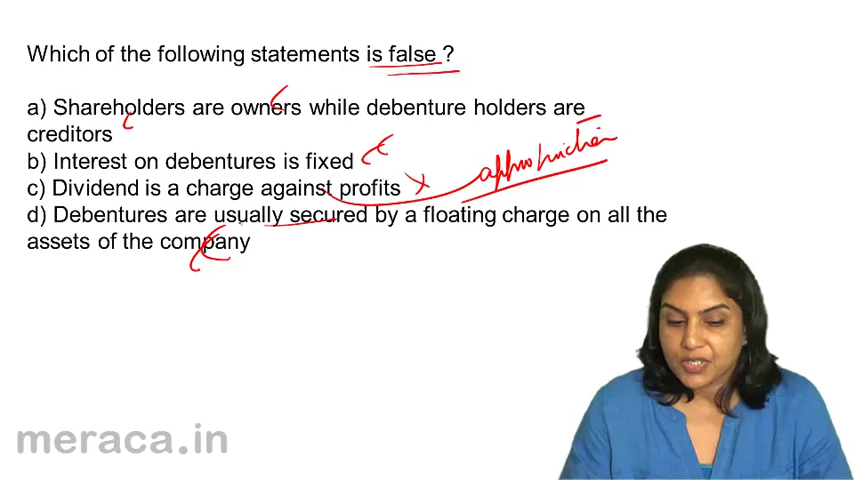 Which of the following statements is false ?
a) Shareholders are owners while debenture holders are
creditors
b) Interest on debentures is fixed
appropriation
c) Dividend is a charge against profits
d) Debentures are usually secured by a floating charge on all the
assets of the company
meraca.in